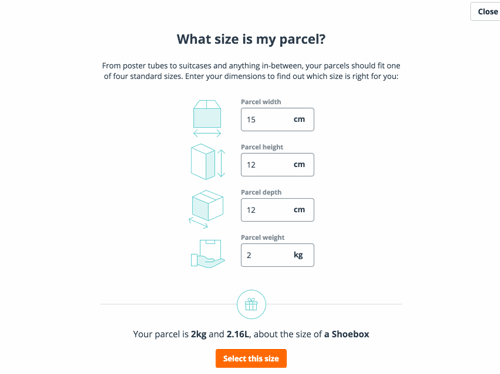 Close
What size is my parcel?
From poster tubes to suitcases and anything in-between, your parcels should fit one
of four standard sizes. Enter your dimensions to find out which size is right for you:
Parcel width
15 cm
Parcel height
12 cm
Parcel depth
12 cm
Parcel weight
2 kg
Your parcel is 2kg and 2.16L, about the size of a Shoebox
Select this size